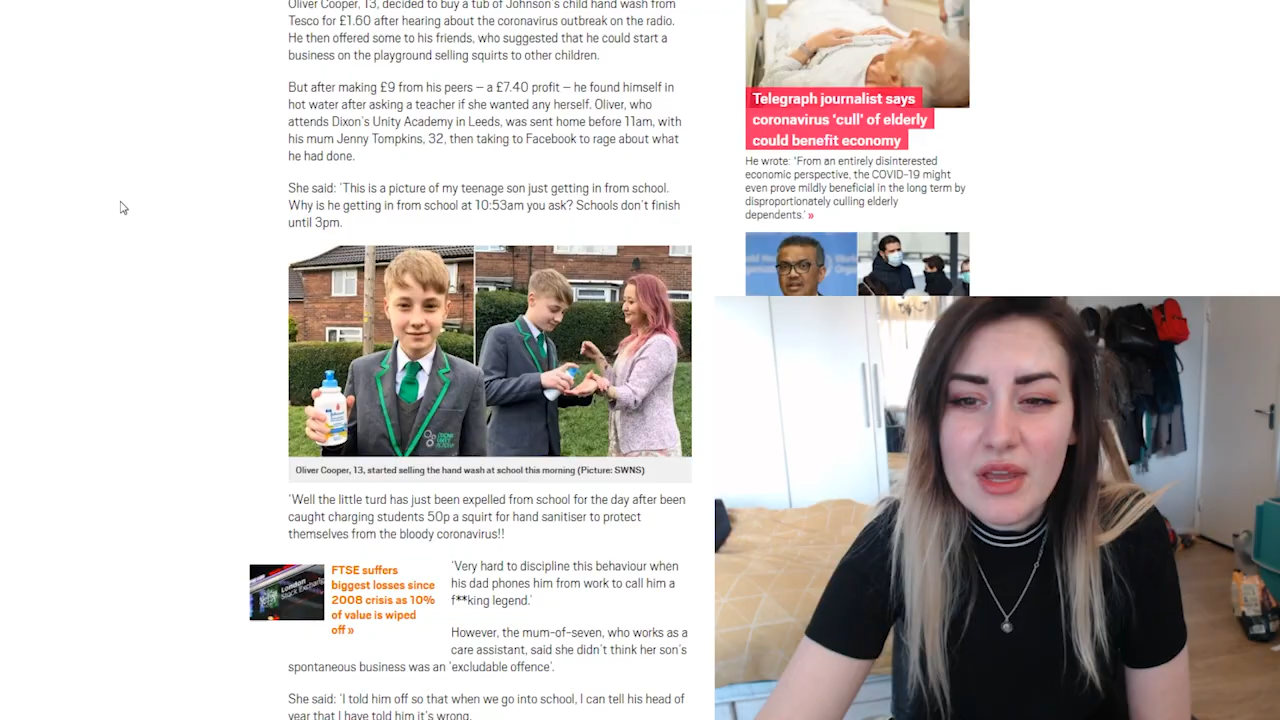 Oliver Cooper, 13, decided to buy a tub of Johnson's child hand wash from
Tesco for £1.60 after hearing about the coronavirus outbreak on the radio.
He then offered some to his friends, who suggested that he could start a
business on the playground selling squirts to other children.
But after making £9 from his peers – a £7.40 profit – he found himself in
hot water after asking a teacher if she wanted any herself. Oliver, who
attends Dixon's Unity Academy in Leeds, was sent home before 11am, with
his mum Jenny Tompkins, 32, then taking to Facebook to rage about what
he had done.
She said: 'This is a picture of my teenage son just getting in from school.
Why is he getting in from school at 10:53am you ask? Schools don't finish
until 3pm.
Oliver Cooper, 13, started selling the hand wash at school this morning (Picture: SWNS)
'Well the little turd has just been expelled from school for the day after been
caught charging students 50p a squirt for hand sanitiser to protect
themselves from the bloody coronavirus!!
FTSE suffers
biggest losses since
2008 crisis as 10%
of value is wiped
off »
'Very hard to discipline this behaviour when
his dad phones him from work to call him a
f**king legend.'
However, the mum-of-seven, who works as a
care assistant, said she didn't think her son's
spontaneous business was an 'excludable offence'.
She said: 'I told him off so that when we go into school, I can tell his head of
year that I have told him it's wrong.
Telegraph journalist says
coronavirus 'cull' of elderly
could benefit economy
He wrote: 'From an entirely disinterested
economic perspective, the COVID-19 might
even prove mildly beneficial in the long term by
disproportionately culling elderly
dependents.' »